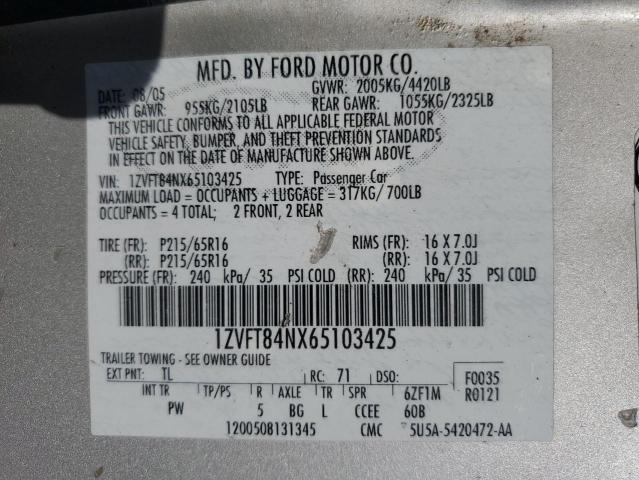 MFD. BY FORD MOTOR CO.
DATE: 08/05 GVWR: 2005KG/4420LB
FRONT GAWR: 955KG/2105LB REAR GAWR: 1055KG/2325LB
THIS VEHICLE CONFORMS TO ALL APPLICABLE FEDERAL MOTOR
VEHICLE SAFETY, BUMPER, AND THEFT PREVENTION STANDARDS
IN EFFECT ON THE DATE OF MANUFACTURE SHOWN ABOVE.
VIN: 1ZVFT84NX65103425 TYPE: Passenger Car
MAXIMUM LOAD = OCCUPANTS + LUGGAGE = 317KG/ 700LB
OCCUPANTS = 4 TOTAL; 2 FRONT, 2 REAR
TIRE (FR): P215/65R16 RIMS (FR): 16 X 7.0J
(RR): P215/65R16 (RR): 16 X 7.0J
PRESSURE (FR): 240 kPa/ 35 PSI COLD (RR): 240 kPa/ 35 PSI COLD
1ZVFT84NX65103425
TRAILER TOWING - SEE OWNER GUIDE
EXT PNT: TL RC: 71 DSO: F0035
INT TR TP/PS R AXLE TR SPR 6ZF1M R0121
PW 5 BG L CCEE 60B
1200508131345 CMC 5U5A-5420472-AA